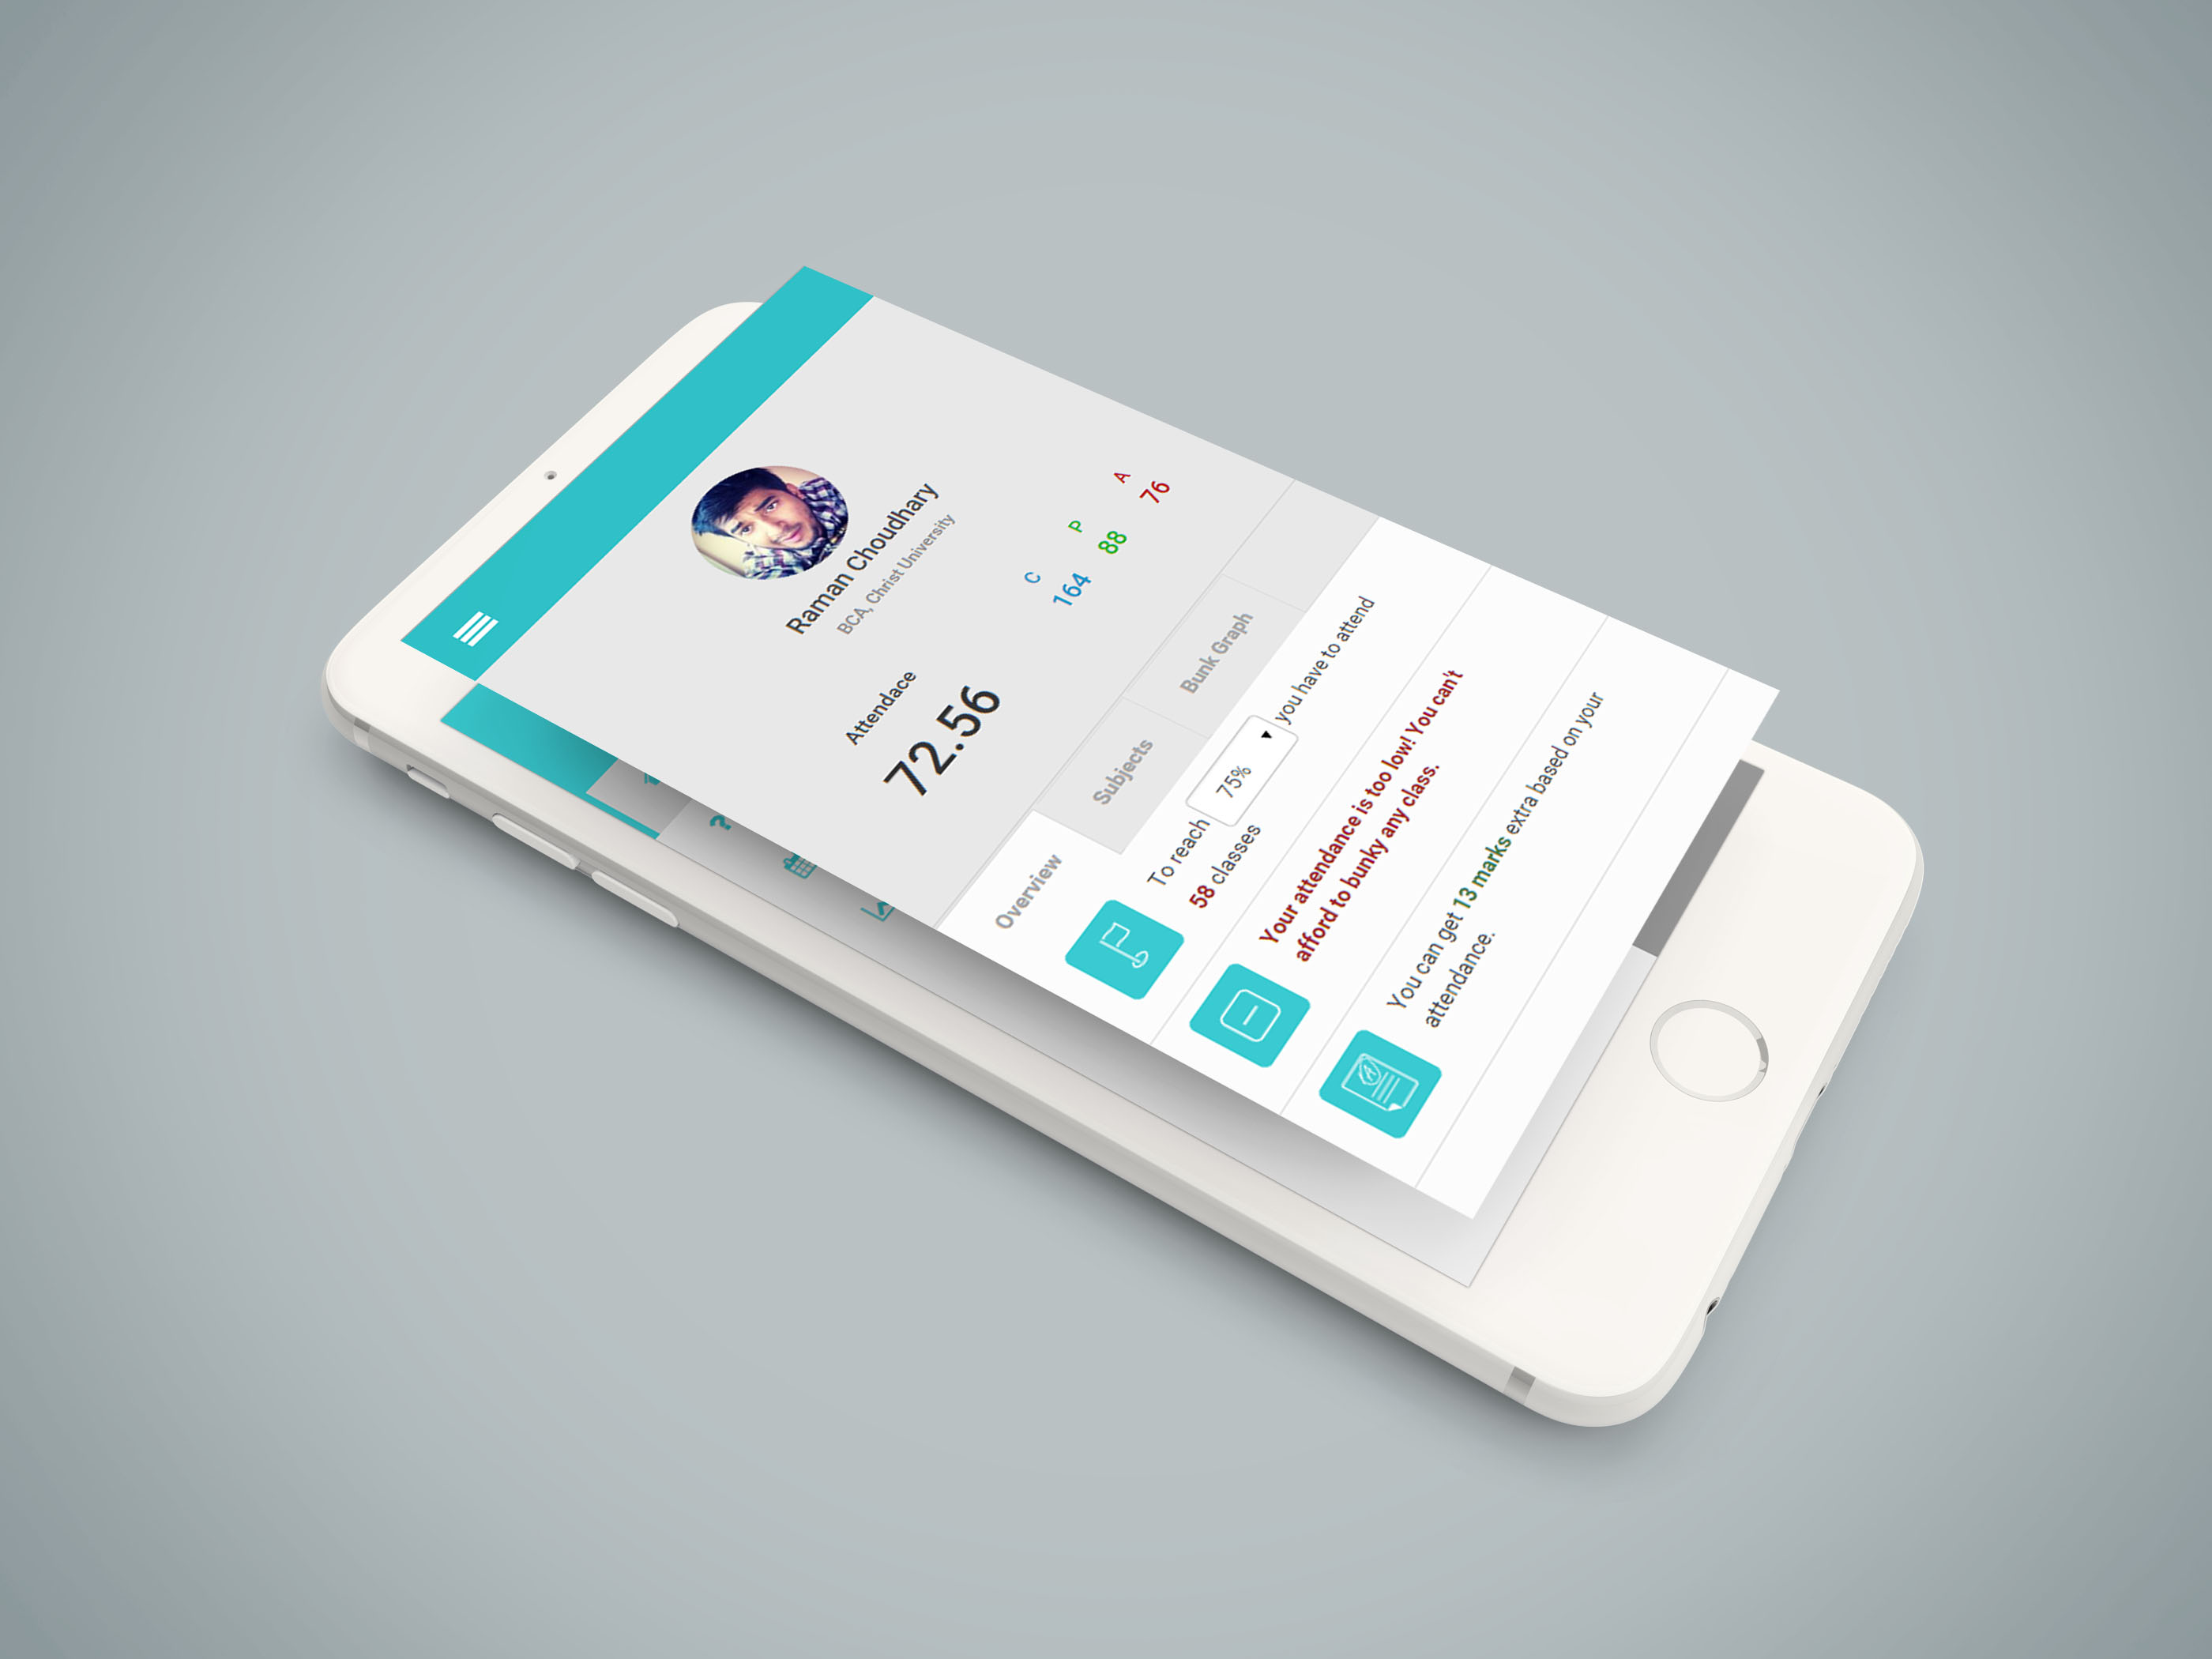 Raman Choudhary
BCA, Christ University
Attendace
72.56
C P A
164 88 76
Overview Subjects Bunk Graph
To reach 75% you have to attend
58 classes
Your attendance is too low! You can't
afford to bunky any class.
You can get 13 marks extra based on your
attendance.
?